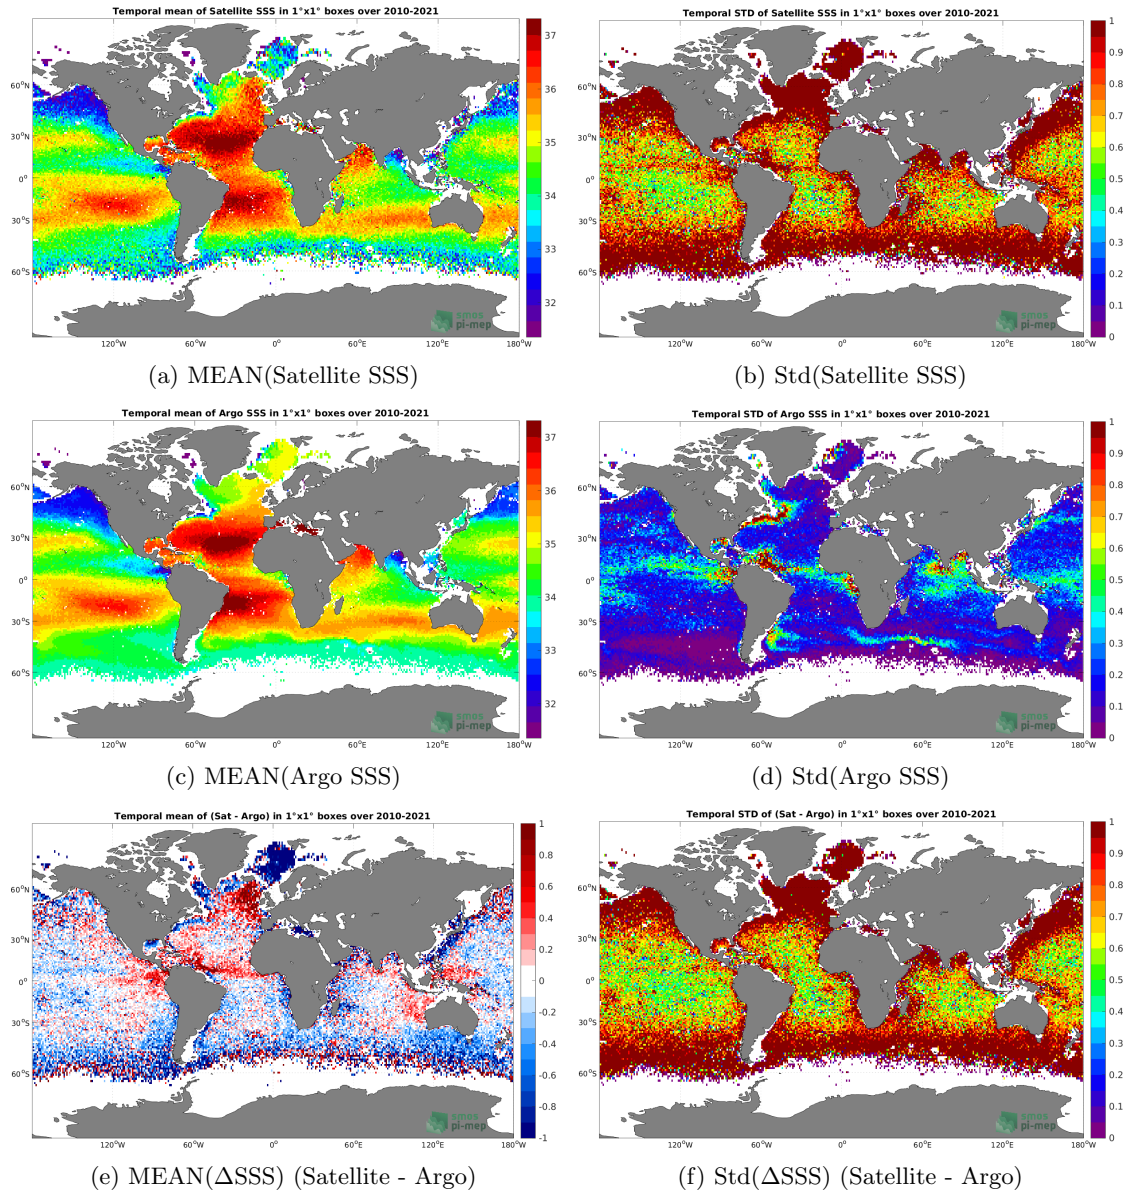 Temporal mean of Satellite SSS in 1°x1° boxes over 2010-2021
60°N
30°N
0°
30°S
60°S
120°W 60°W 0° 60°E 120°E 180°W
37
36
35
34
33
32
smos
pi-mep
(a) MEAN(Satellite SSS)
Temporal STD of Satellite SSS in 1°x1° boxes over 2010-2021
60°N
30°N
0°
30°S
60°S
120°W 60°W 0° 60°E 120°E 180°W
1
0.9
0.8
0.7
0.6
0.5
0.4
0.3
0.2
0.1
0
smos
pi-mep
(b) Std(Satellite SSS)
Temporal mean of Argo SSS in 1°x1° boxes over 2010-2021
60°N
30°N
0°
30°S
60°S
120°W 60°W 0° 60°E 120°E 180°W
37
36
35
34
33
32
smos
pi-mep
(c) MEAN(Argo SSS)
Temporal STD of Argo SSS in 1°x1° boxes over 2010-2021
60°N
30°N
0°
30°S
60°S
120°W 60°W 0° 60°E 120°E 180°W
1
0.9
0.8
0.7
0.6
0.5
0.4
0.3
0.2
0.1
0
smos
pi-mep
(d) Std(Argo SSS)
Temporal mean of (Sat - Argo) in 1°x1° boxes over 2010-2021
60°N
30°N
0°
30°S
60°S
120°W 60°W 0° 60°E 120°E 180°W
1
0.8
0.6
0.4
0.2
0
-0.2
-0.4
-0.6
-0.8
-1
smos
pi-mep
(e) MEAN(ΔSSS) (Satellite - Argo)
Temporal STD of (Sat - Argo) in 1°x1° boxes over 2010-2021
60°N
30°N
0°
30°S
60°S
120°W 60°W 0° 60°E 120°E 180°W
1
0.9
0.8
0.7
0.6
0.5
0.4
0.3
0.2
0.1
0
smos
pi-mep
(f) Std(ΔSSS) (Satellite - Argo)